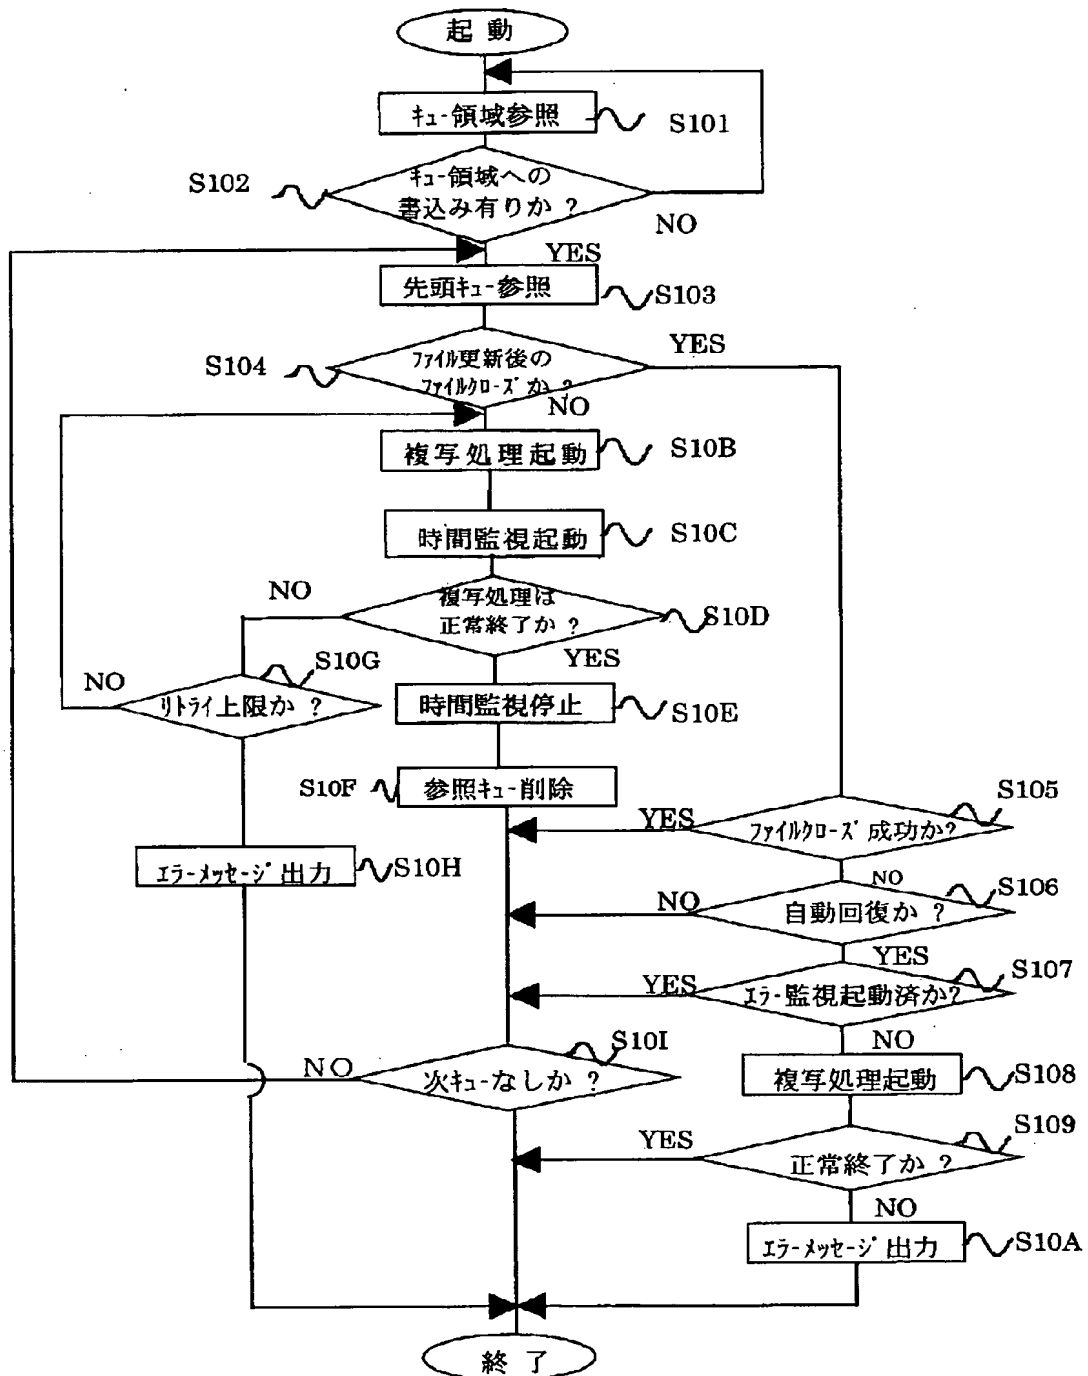 起動
ｷｭｰ領域参照
S101
S102
ｷｭｰ領域への
書込み有りか ?
NO
YES
先頭ｷｭｰ参照
S103
YES
S104
ﾌｧｲﾙ更新後の
ﾌｧｲﾙｸﾛｰｽﾞか ?
NO
複写処理起動
S10B
時間監視起動
S10C
NO
複写処理は
正常終了か ?
S10D
YES
S10G
NO
ﾘﾄﾗｲ上限か ?
時間監視停止
S10E
S10F
参照ｷｭｰ削除
S105
YES
ﾌｧｲﾙｸﾛｰｽﾞ成功か?
ｴﾗｰﾒｯｾｰｼﾞ出力
S10H
NO
S106
NO
自動回復か ?
YES
S107
YES
ｴﾗｰ監視起動済か?
NO
S10I
NO
次ｷｭｰなしか ?
複写処理起動
S108
S109
YES
正常終了か ?
NO
ｴﾗｰﾒｯｾｰｼﾞ出力
S10A
終了